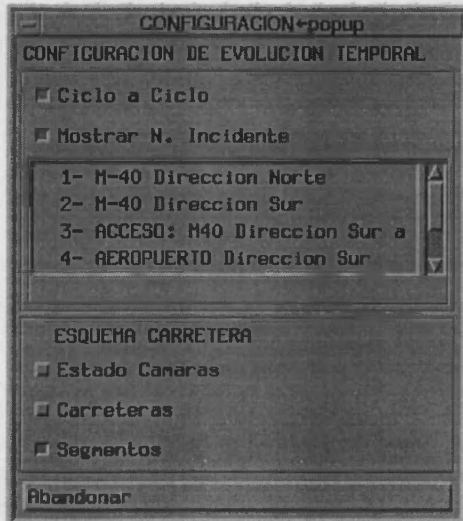 CONFIGURACION←popup
CONFIGURACION DE EVOLUCION TEMPORAL
Ciclo a Ciclo
Mostrar N. Incidente
1- M-40 Direccion Norte
2- M-40 Direccion Sur
3- ACCESO: M40 Direccion Sur a
4- AEROPUERTO Direccion Sur
ESQUEMA CARRETERA
Estado Camaras
Carreteras
Segmentos
Abandonar